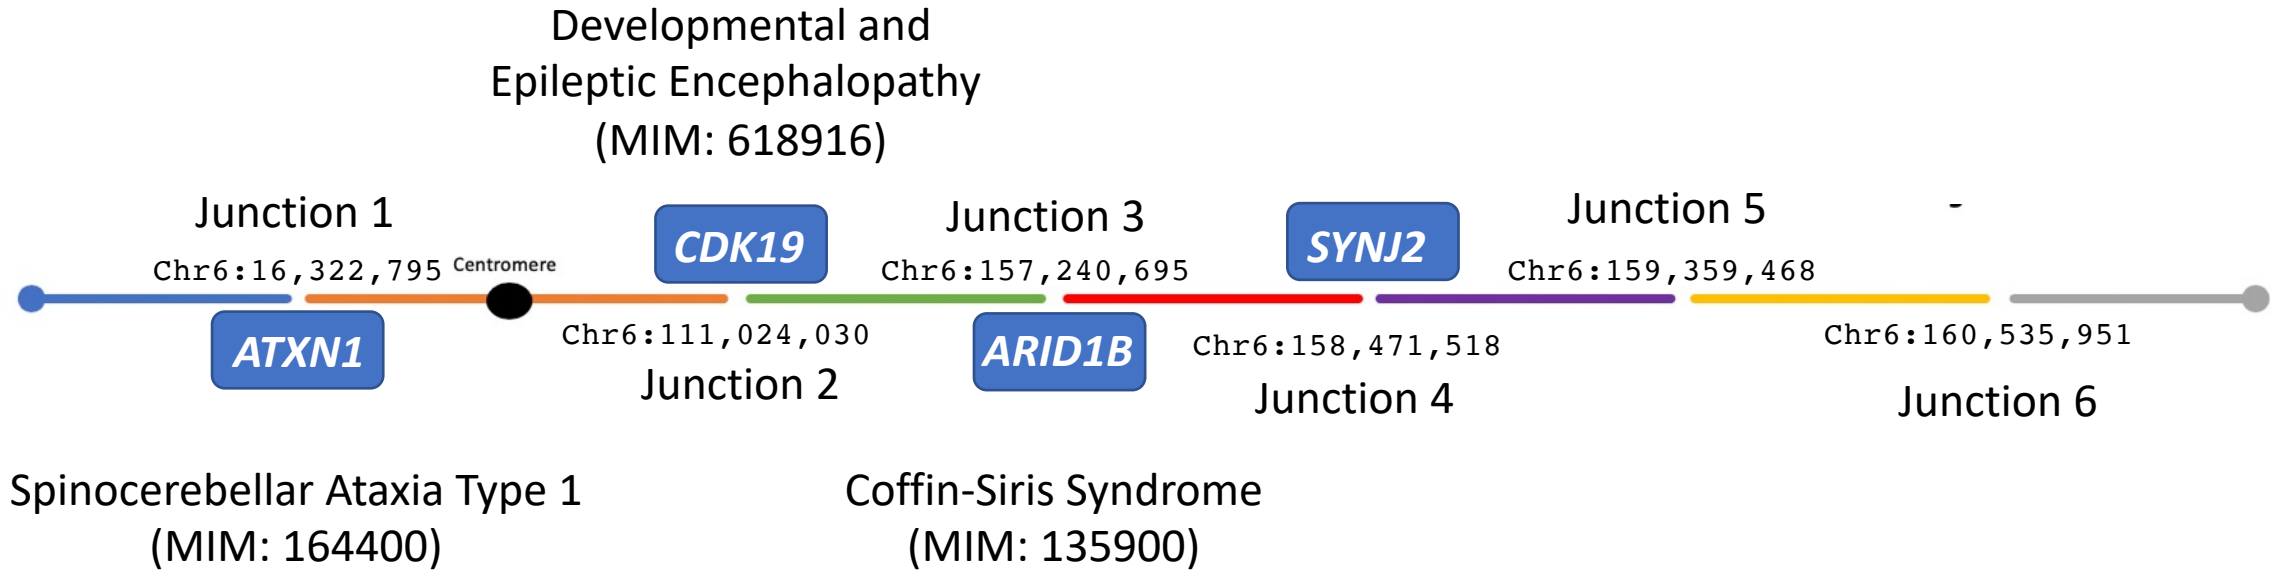 Developmental and
Epileptic Encephalopathy
(MIM: 618916)
Junction 1
CDK19
Junction 3
SYNJ2
Junction 5
-
Chr6:16,322,795
Centromere
Chr6:157,240,695
Chr6:159,359,468
ATXN1
Chr6:111,024,030
Junction 2
ARID1B
Chr6:158,471,518
Junction 4
Chr6:160,535,951
Junction 6
Spinocerebellar Ataxia Type 1
(MIM: 164400)
Coffin-Siris Syndrome
(MIM: 135900)